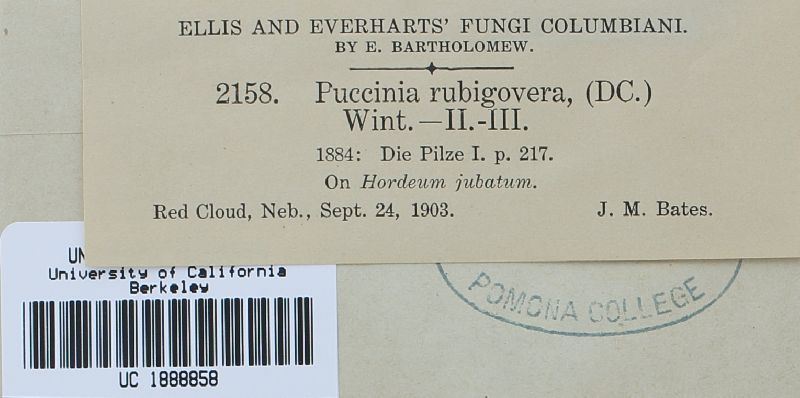 ELLIS AND EVERHARTS' FUNGI COLUMBIANI.
BY E. BARTHOLOMEW.
2158. Puccinia rubigovera, (DC.)
Wint.—II.-III.
1884: Die Pilze I. p. 217.
On Hordeum jubatum.
Red Cloud, Neb., Sept. 24, 1903. J. M. Bates.
University of California
Berkeley
UC 1888858
POMONA COLLEGE